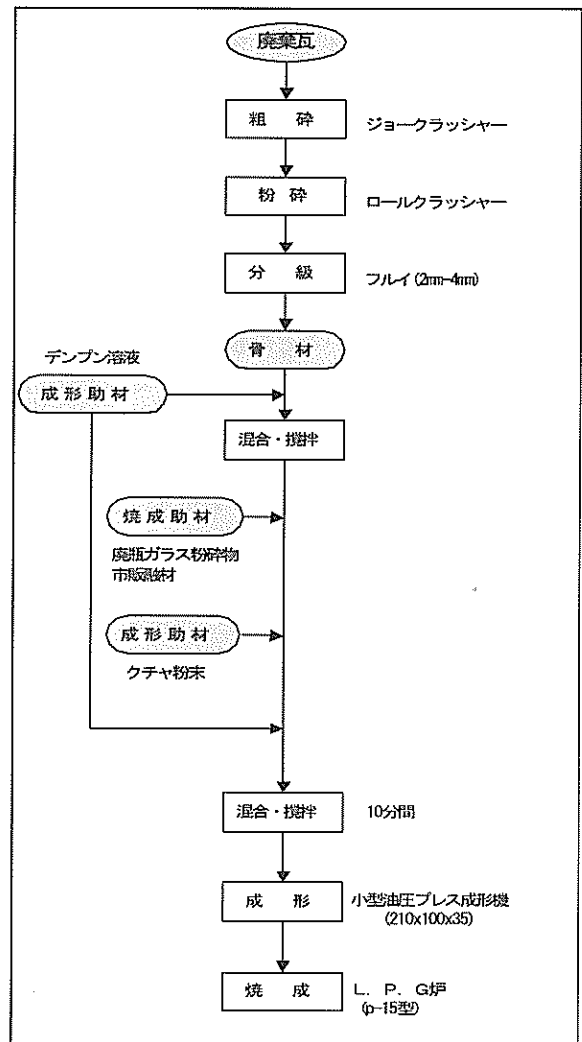 廃棄瓦
粗 砕
ジョークラッシャー
粉 砕
ロールクラッシャー
分 級
フルイ(2mm-4mm)
骨 材
デンプン溶液
成形助材
混合・撹拌
焼成助材
廃瓶ガラス粉砕物
市販融材
成形助材
クチャ粉末
混合・撹拌
10分間
成 形
小型油圧プレス成形機
(210x100x35)
焼 成
L. P. G炉
(p-15型)